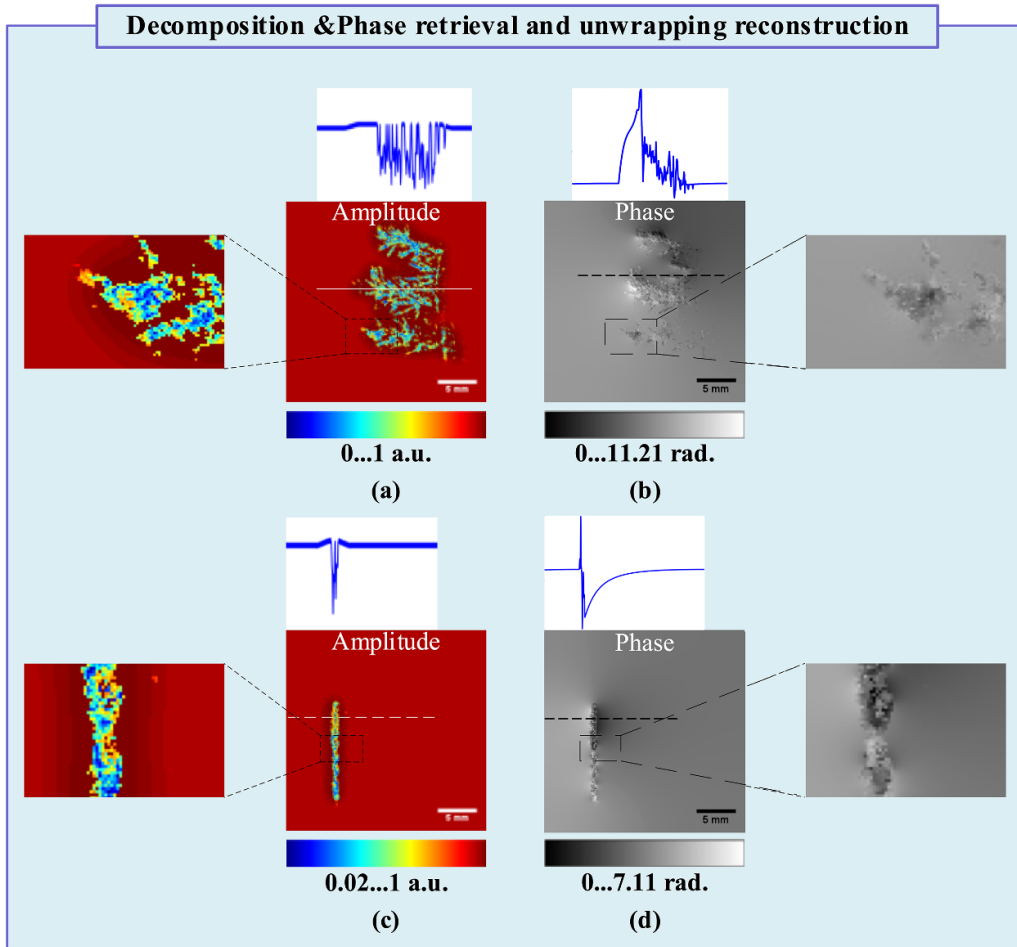 Decomposition &Phase retrieval and unwrapping reconstruction
Amplitude
Phase
5 mm
5 mm
0...1 a.u.
0...11.21 rad.
(a)
(b)
Amplitude
Phase
5 mm
5 mm
0.02...1 a.u.
0...7.11 rad.
(c)
(d)